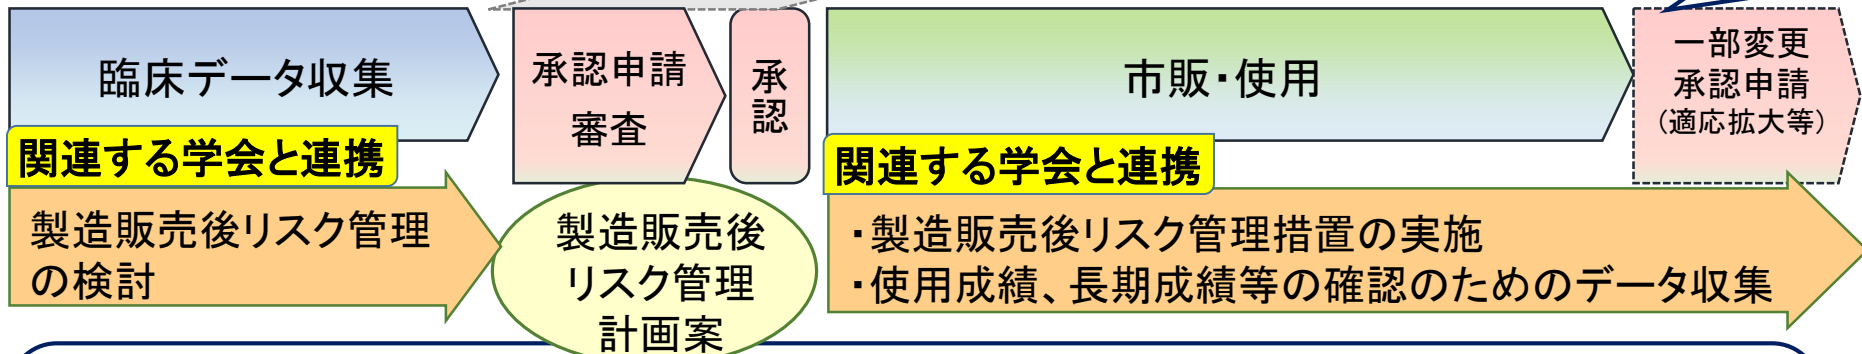 臨床データ収集
承認申請
審査
承
認
市販・使用
一部変更
承認申請
（適応拡大等）
関連する学会と連携
関連する学会と連携
製造販売後リスク管理
の検討
製造販売後
リスク管理
計画案
・製造販売後リスク管理措置の実施
・使用成績、長期成績等の確認のためのデータ収集